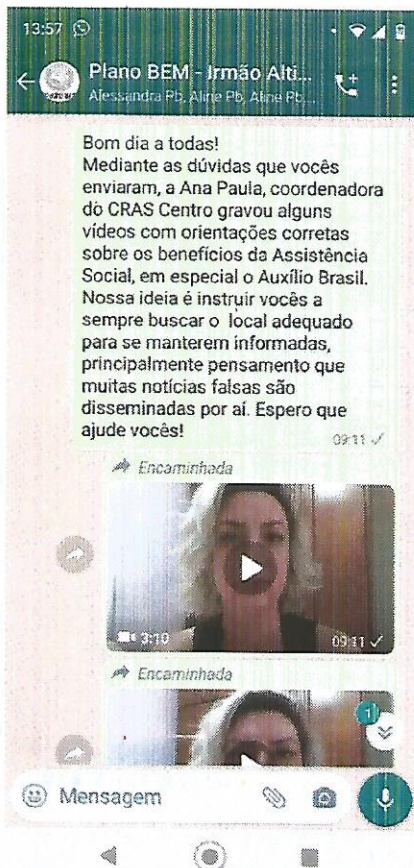 13:57
Plano BEM - Irmão Alti...
Alessandra Pb, Aline Pb, Aline Pb...
Bom dia a todas!
Mediante as dúvidas que vocês
enviaram, a Ana Paula, coordenadora
do CRAS Centro gravou alguns
vídeos com orientações corretas
sobre os benefícios da Assistência
Social, em especial o Auxílio Brasil.
Nossa ideia é instruir vocês a
sempre buscar o local adequado
para se manterem informadas,
principalmente pensamento que
muitas notícias falsas são
disseminadas por aí. Espero que
ajude vocês!
09:11
Encaminhada
3:10
09:11
Encaminhada
1
Mensagem